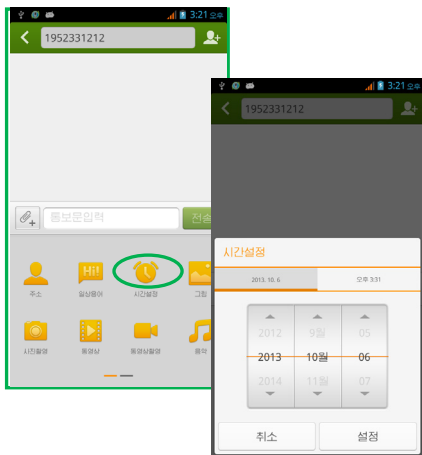 3:21 오후
1952331212
통보문입력
전송
주소
일상용어
시간설정
그림
사진촬영
동영상
동영상촬영
음악
3:21 오후
1952331212
시간설정
2013. 10. 6.
오후 3:31
2012 9월 05
2013 10월 06
2014 11월 07
취소
설정